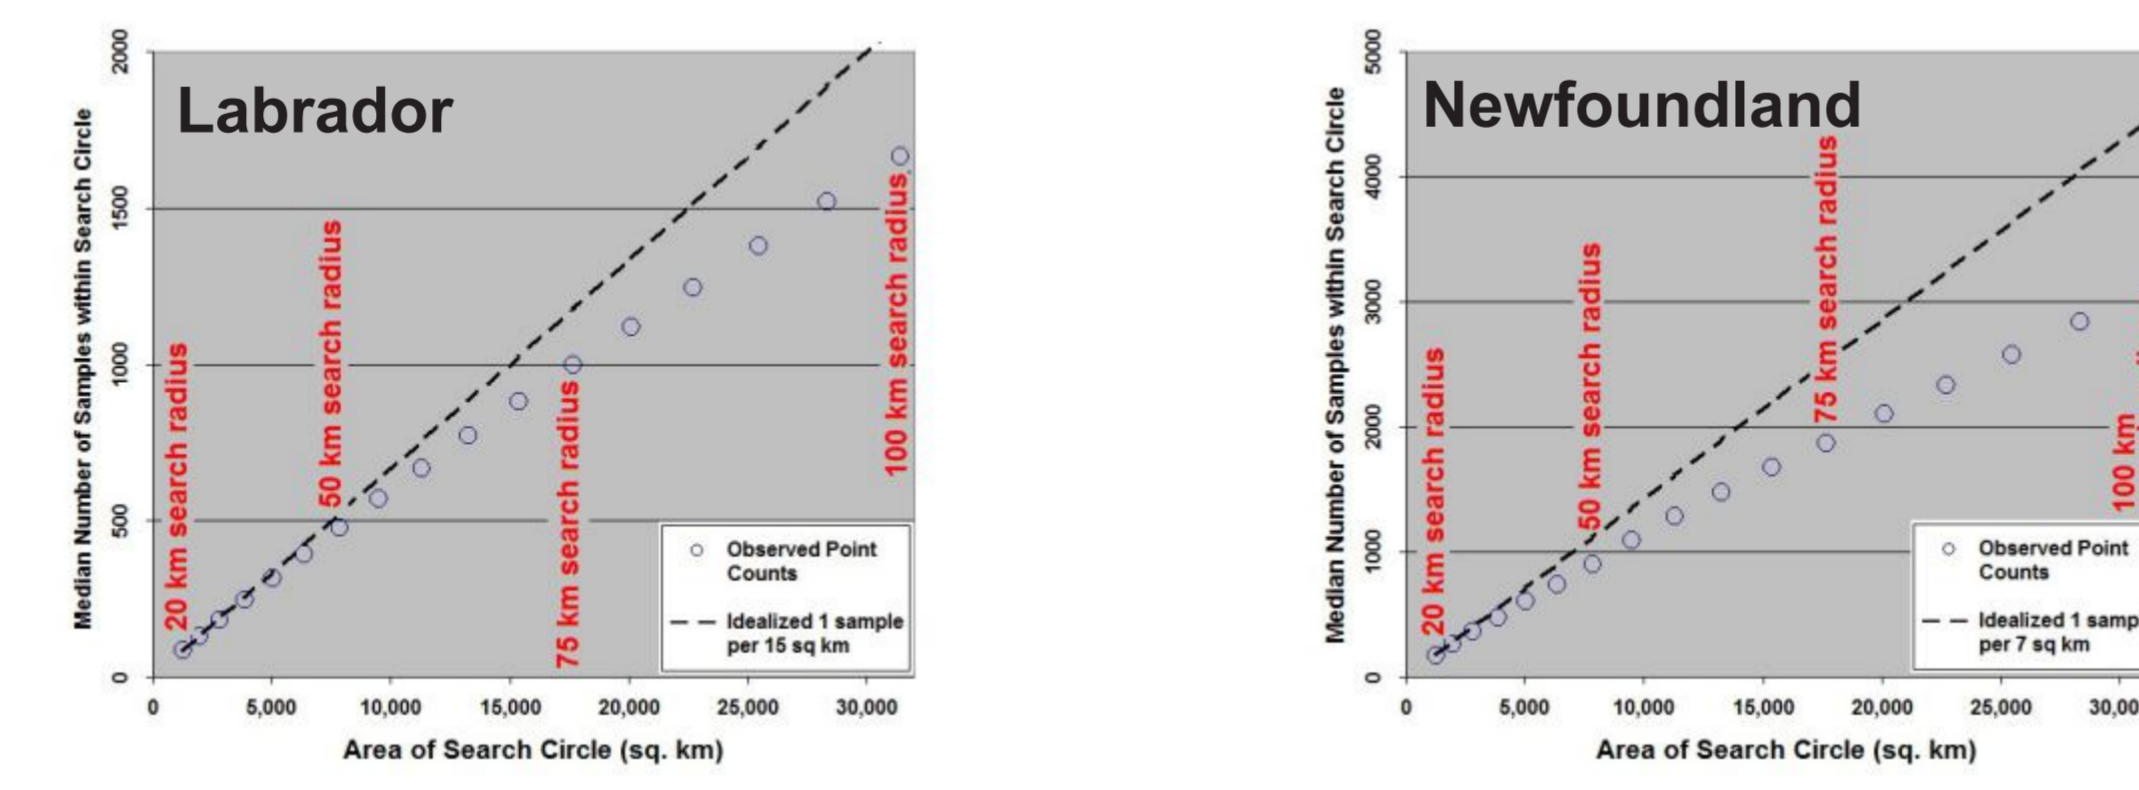 Labrador
Median Number of Samples within Search Circle
2000
1500
1000
500
0
20 km search radius
50 km search radius
75 km search radius
100 km search radius
Observed Point
Counts
Idealized 1 sample
per 15 sq km
0 5,000 10,000 15,000 20,000 25,000 30,000
Area of Search Circle (sq. km)
Newfoundland
Median Number of Samples within Search Circle
5000
4000
3000
2000
1000
0
20 km search radius
50 km search radius
75 km search radius
100 km
Observed Point
Counts
Idealized 1 samp
per 7 sq km
0 5,000 10,000 15,000 20,000 25,000 30,00
Area of Search Circle (sq. km)